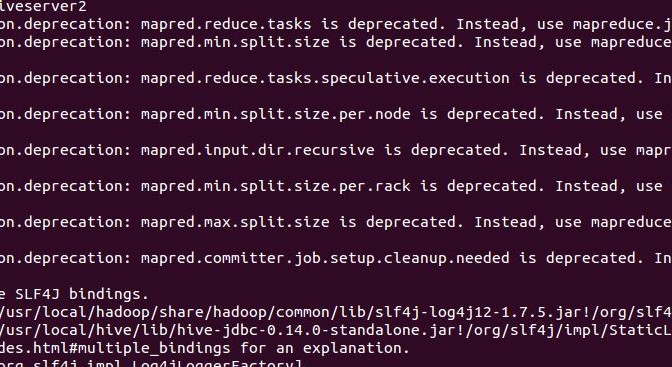 iveserver2
on.deprecation: mapred.reduce.tasks is deprecated. Instead, use mapreduce.j
on.deprecation: mapred.min.split.size is deprecated. Instead, use mapreduce
on.deprecation: mapred.reduce.tasks.speculative.execution is deprecated. In
on.deprecation: mapred.min.split.size.per.node is deprecated. Instead, use
on.deprecation: mapred.input.dir.recursive is deprecated. Instead, use mapr
on.deprecation: mapred.min.split.size.per.rack is deprecated. Instead, use
on.deprecation: mapred.max.split.size is deprecated. Instead, use mapreduce
on.deprecation: mapred.committer.job.setup.cleanup.needed is deprecated. In
e SLF4J bindings.
/usr/local/hadoop/share/hadoop/common/lib/slf4j-log4j12-1.7.5.jar!/org/slf4
/usr/local/hive/lib/hive-jdbc-0.14.0-standalone.jar!/org/slf4j/impl/StaticL
des.html#multiple_bindings for an explanation.
org.slf4j.impl.Log4jLoggerFactory]